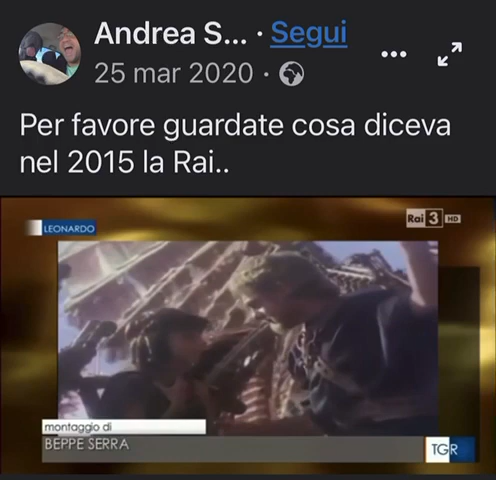 Andrea S... · Segui
25 mar 2020 ·
Per favore guardate cosa diceva
nel 2015 la Rai..
LEONARDO
Rai 3 HD
montaggio di
BEPPE SERRA
TGR